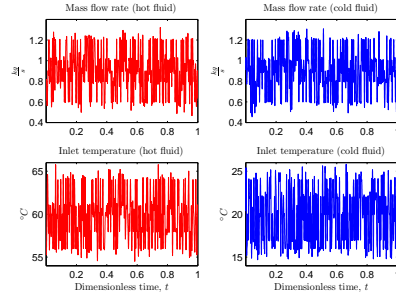 Mass flow rate (hot fluid)
Mass flow rate (cold fluid)
kg/s
1.2
1
0.8
0.6
0.4
0.2 0.4 0.6 0.8 1
kg/s
1.2
1
0.8
0.6
0.4
0.2 0.4 0.6 0.8 1
Inlet temperature (hot fluid)
Inlet temperature (cold fluid)
°C
65
60
55
0.2 0.4 0.6 0.8 1
Dimensionless time, t
°C
25
20
15
0.2 0.4 0.6 0.8 1
Dimensionless time, t